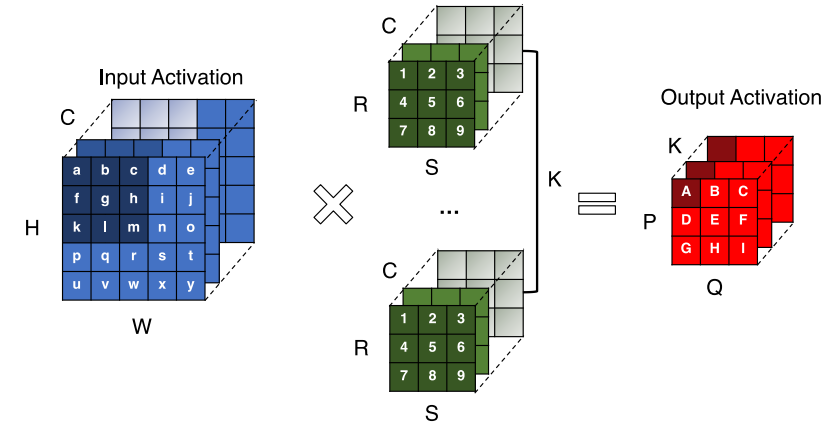 Input Activation
C
H
a b c d e
f g h i j
k l m n o
p q r s t
u v w x y
W
C
R
1 2 3
4 5 6
7 8 9
S
...
C
R
1 2 3
4 5 6
7 8 9
S
K
Output Activation
K
P
A B C
D E F
G H I
Q